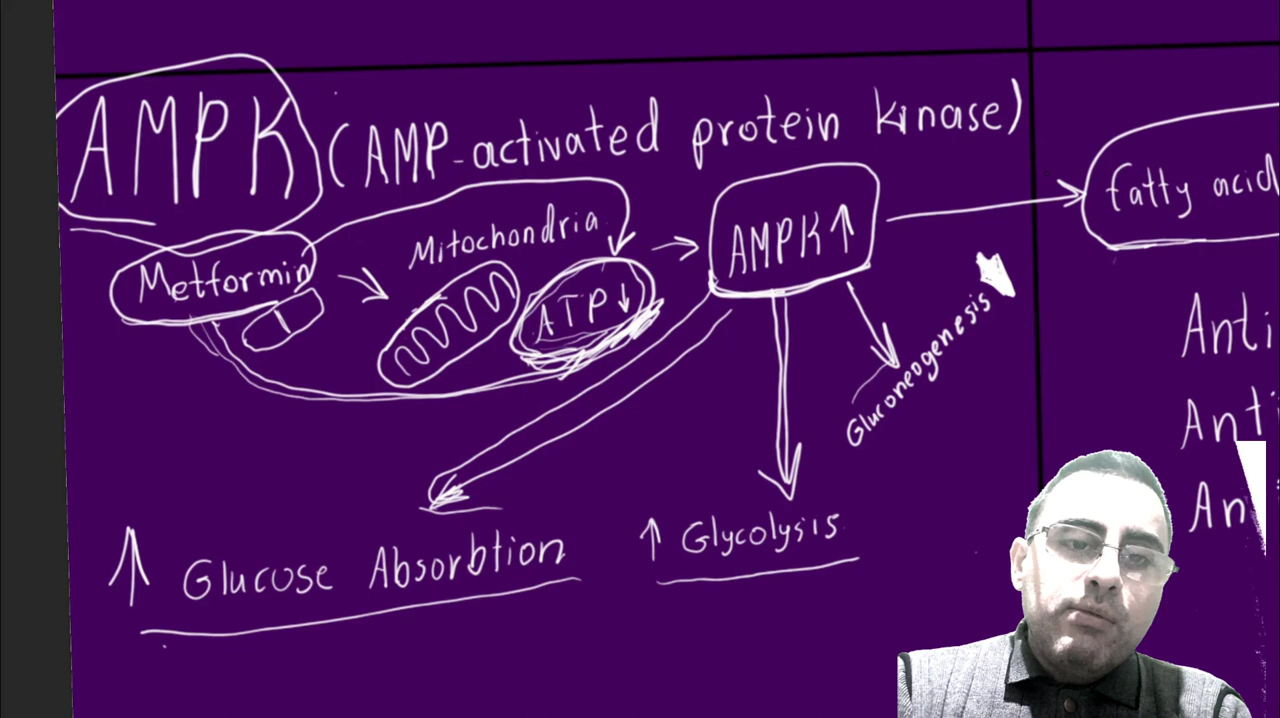 AMPK (AMP-activated protein kinase)
Metformin
Mitochondria
ATP↓
AMPK↑
fatty acid
Gluconeogenesis
Anti
Anti
An
↑ Glucose Absorbtion
↑ Glycolysis